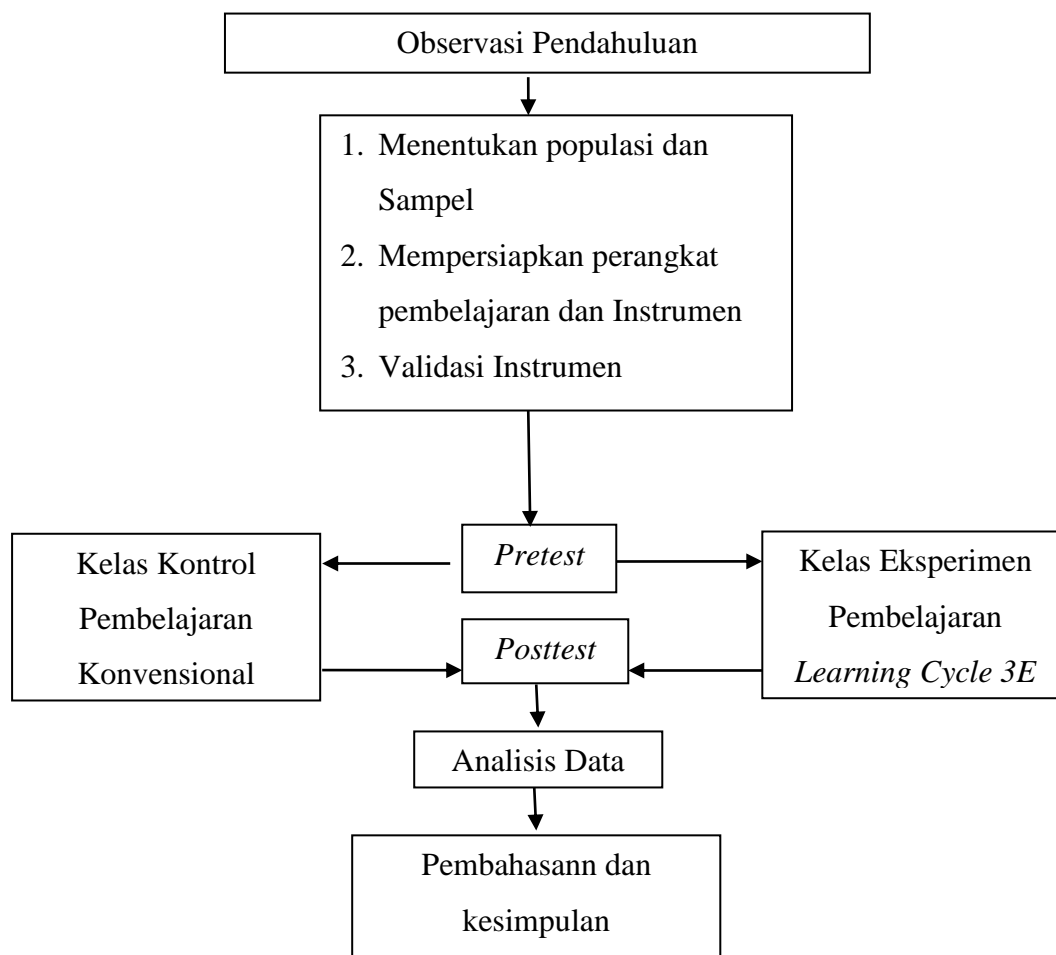 Observasi Pendahuluan
1. Menentukan populasi dan
Sampel
2. Mempersiapkan perangkat
pembelajaran dan Instrumen
3. Validasi Instrumen
Pretest
Kelas Kontrol
Pembelajaran
Konvensional
Kelas Eksperimen
Pembelajaran
Learning Cycle 3E
Posttest
Analisis Data
Pembahasann dan
kesimpulan